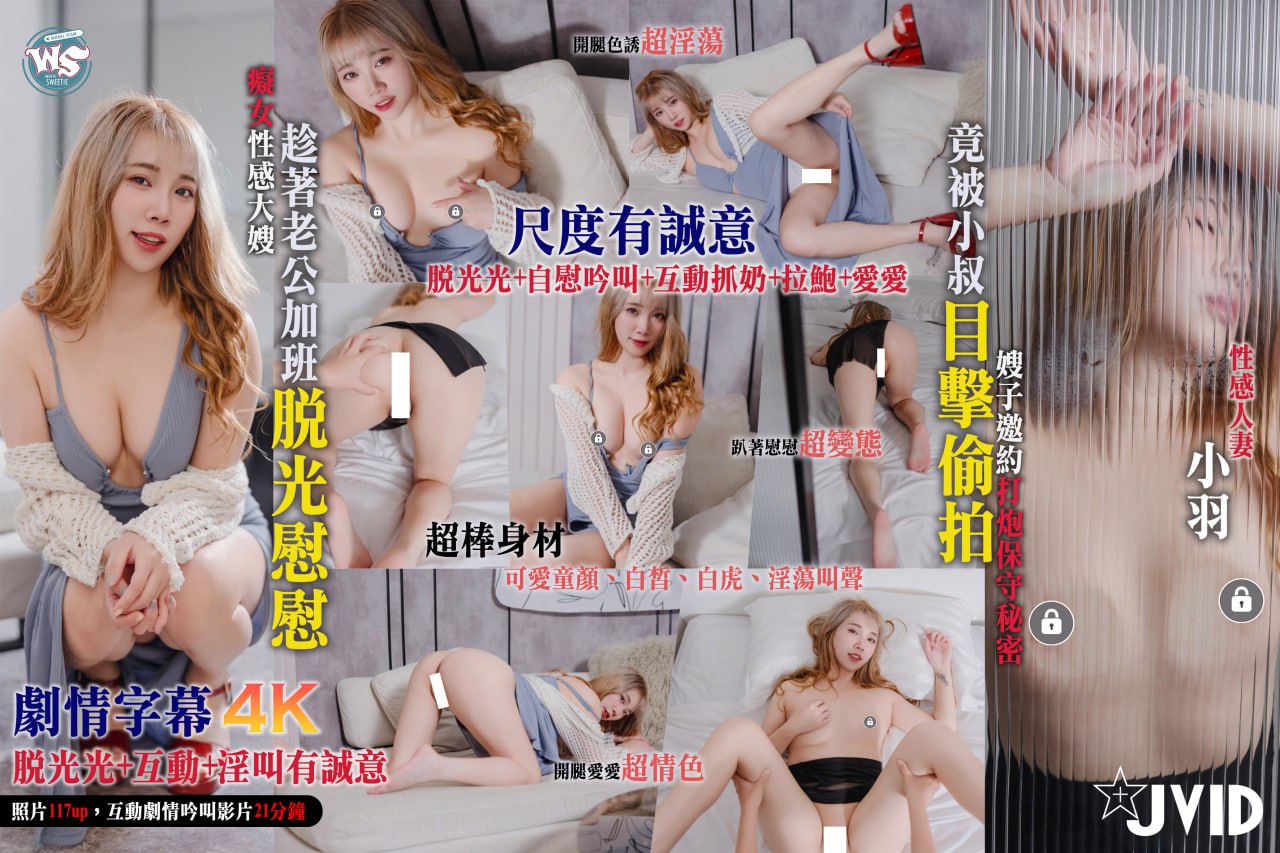 MODEL TEAM
WS
WHITE SWEETIE
癡女性感大嫂
趁著老公加班脫光慰慰
開腿色誘超淫蕩
尺度有誠意
脫光光+自慰吟叫+互動抓奶+拉鮑+愛愛
竟被小叔目擊偷拍
嫂子邀約打炮保守秘密
性感人妻
小羽
趴著慰慰超變態
超棒身材
可愛童顏、白皙、白虎、淫蕩叫聲
劇情字幕4K
脫光光+互動+淫叫有誠意
照片117up，互動劇情吟叫影片21分鐘
開腿愛愛超情色
JVID